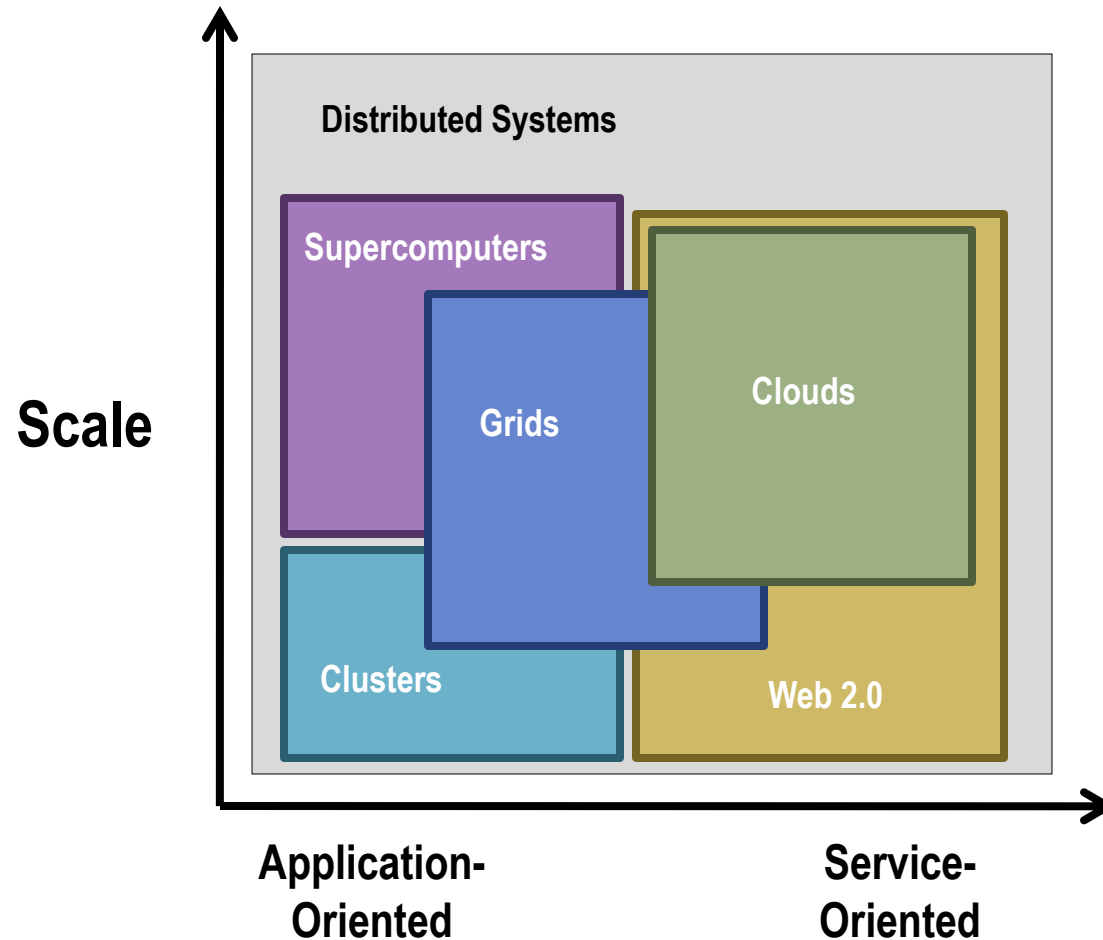 Distributed Systems
Supercomputers
Scale
Grids
Clouds
Clusters
Web 2.0
Application-
Oriented
Service-
Oriented